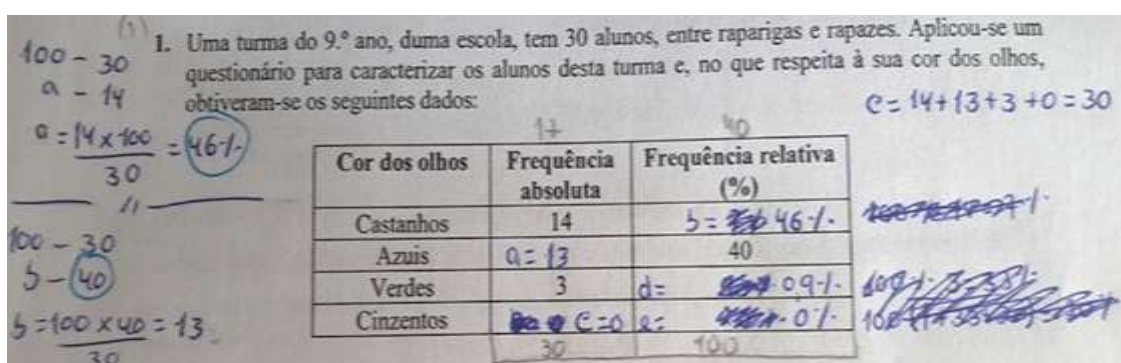 (1)
1. Uma turma do 9.º ano, duma escola, tem 30 alunos, entre raparigas e rapazes. Aplicou-se um
questionário para caracterizar os alunos desta turma e, no que respeita à sua cor dos olhos,
obtiveram-se os seguintes dados:
100 - 30
a - 14
a = 14 x 100 = 46%
30
11
100 - 30
b - 40
b = 100 x 40 = 13
30
c = 14+13+3+0 = 30
17 40
Cor dos olhos Frequência absoluta Frequência relativa (%)
Castanhos 14 b = 46%
Azuis a = 13 40
Verdes 3 d = 09%
Cinzentos c = 0 e = 0%
30 100